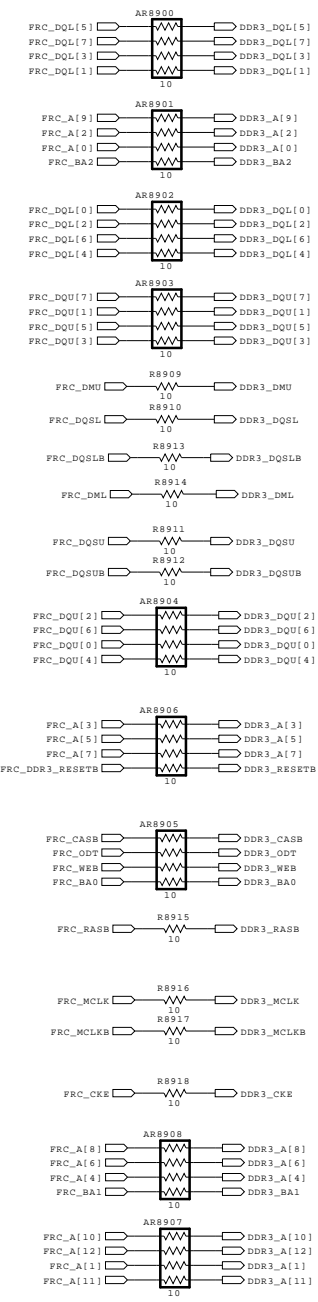 AR8900
FRC_DQL[5] DDR3_DQL[5]
FRC_DQL[7] DDR3_DQL[7]
FRC_DQL[3] DDR3_DQL[3]
FRC_DQL[1] DDR3_DQL[1]
10
AR8901
FRC_A[9] DDR3_A[9]
FRC_A[2] DDR3_A[2]
FRC_A[0] DDR3_A[0]
FRC_BA2 DDR3_BA2
10
AR8902
FRC_DQL[0] DDR3_DQL[0]
FRC_DQL[2] DDR3_DQL[2]
FRC_DQL[6] DDR3_DQL[6]
FRC_DQL[4] DDR3_DQL[4]
10
AR8903
FRC_DQU[7] DDR3_DQU[7]
FRC_DQU[1] DDR3_DQU[1]
FRC_DQU[5] DDR3_DQU[5]
FRC_DQU[3] DDR3_DQU[3]
10
R8909
FRC_DMU DDR3_DMU
10
R8910
FRC_DQSL DDR3_DQSL
10
R8913
FRC_DQSLB DDR3_DQSLB
10
R8914
FRC_DML DDR3_DML
10
R8911
FRC_DQSU DDR3_DQSU
10
R8912
FRC_DQSUB DDR3_DQSUB
10
AR8904
FRC_DQU[2] DDR3_DQU[2]
FRC_DQU[6] DDR3_DQU[6]
FRC_DQU[0] DDR3_DQU[0]
FRC_DQU[4] DDR3_DQU[4]
10
AR8906
FRC_A[3] DDR3_A[3]
FRC_A[5] DDR3_A[5]
FRC_A[7] DDR3_A[7]
FRC_DDR3_RESETB DDR3_RESETB
10
AR8905
FRC_CASB DDR3_CASB
FRC_ODT DDR3_ODT
FRC_WEB DDR3_WEB
FRC_BA0 DDR3_BA0
10
R8915
FRC_RASB DDR3_RASB
10
R8916
FRC_MCLK DDR3_MCLK
10
R8917
FRC_MCLKB DDR3_MCLKB
10
R8918
FRC_CKE DDR3_CKE
10
AR8908
FRC_A[8] DDR3_A[8]
FRC_A[6] DDR3_A[6]
FRC_A[4] DDR3_A[4]
FRC_BA1 DDR3_BA1
10
AR8907
FRC_A[10] DDR3_A[10]
FRC_A[12] DDR3_A[12]
FRC_A[1] DDR3_A[1]
FRC_A[11] DDR3_A[11]
10